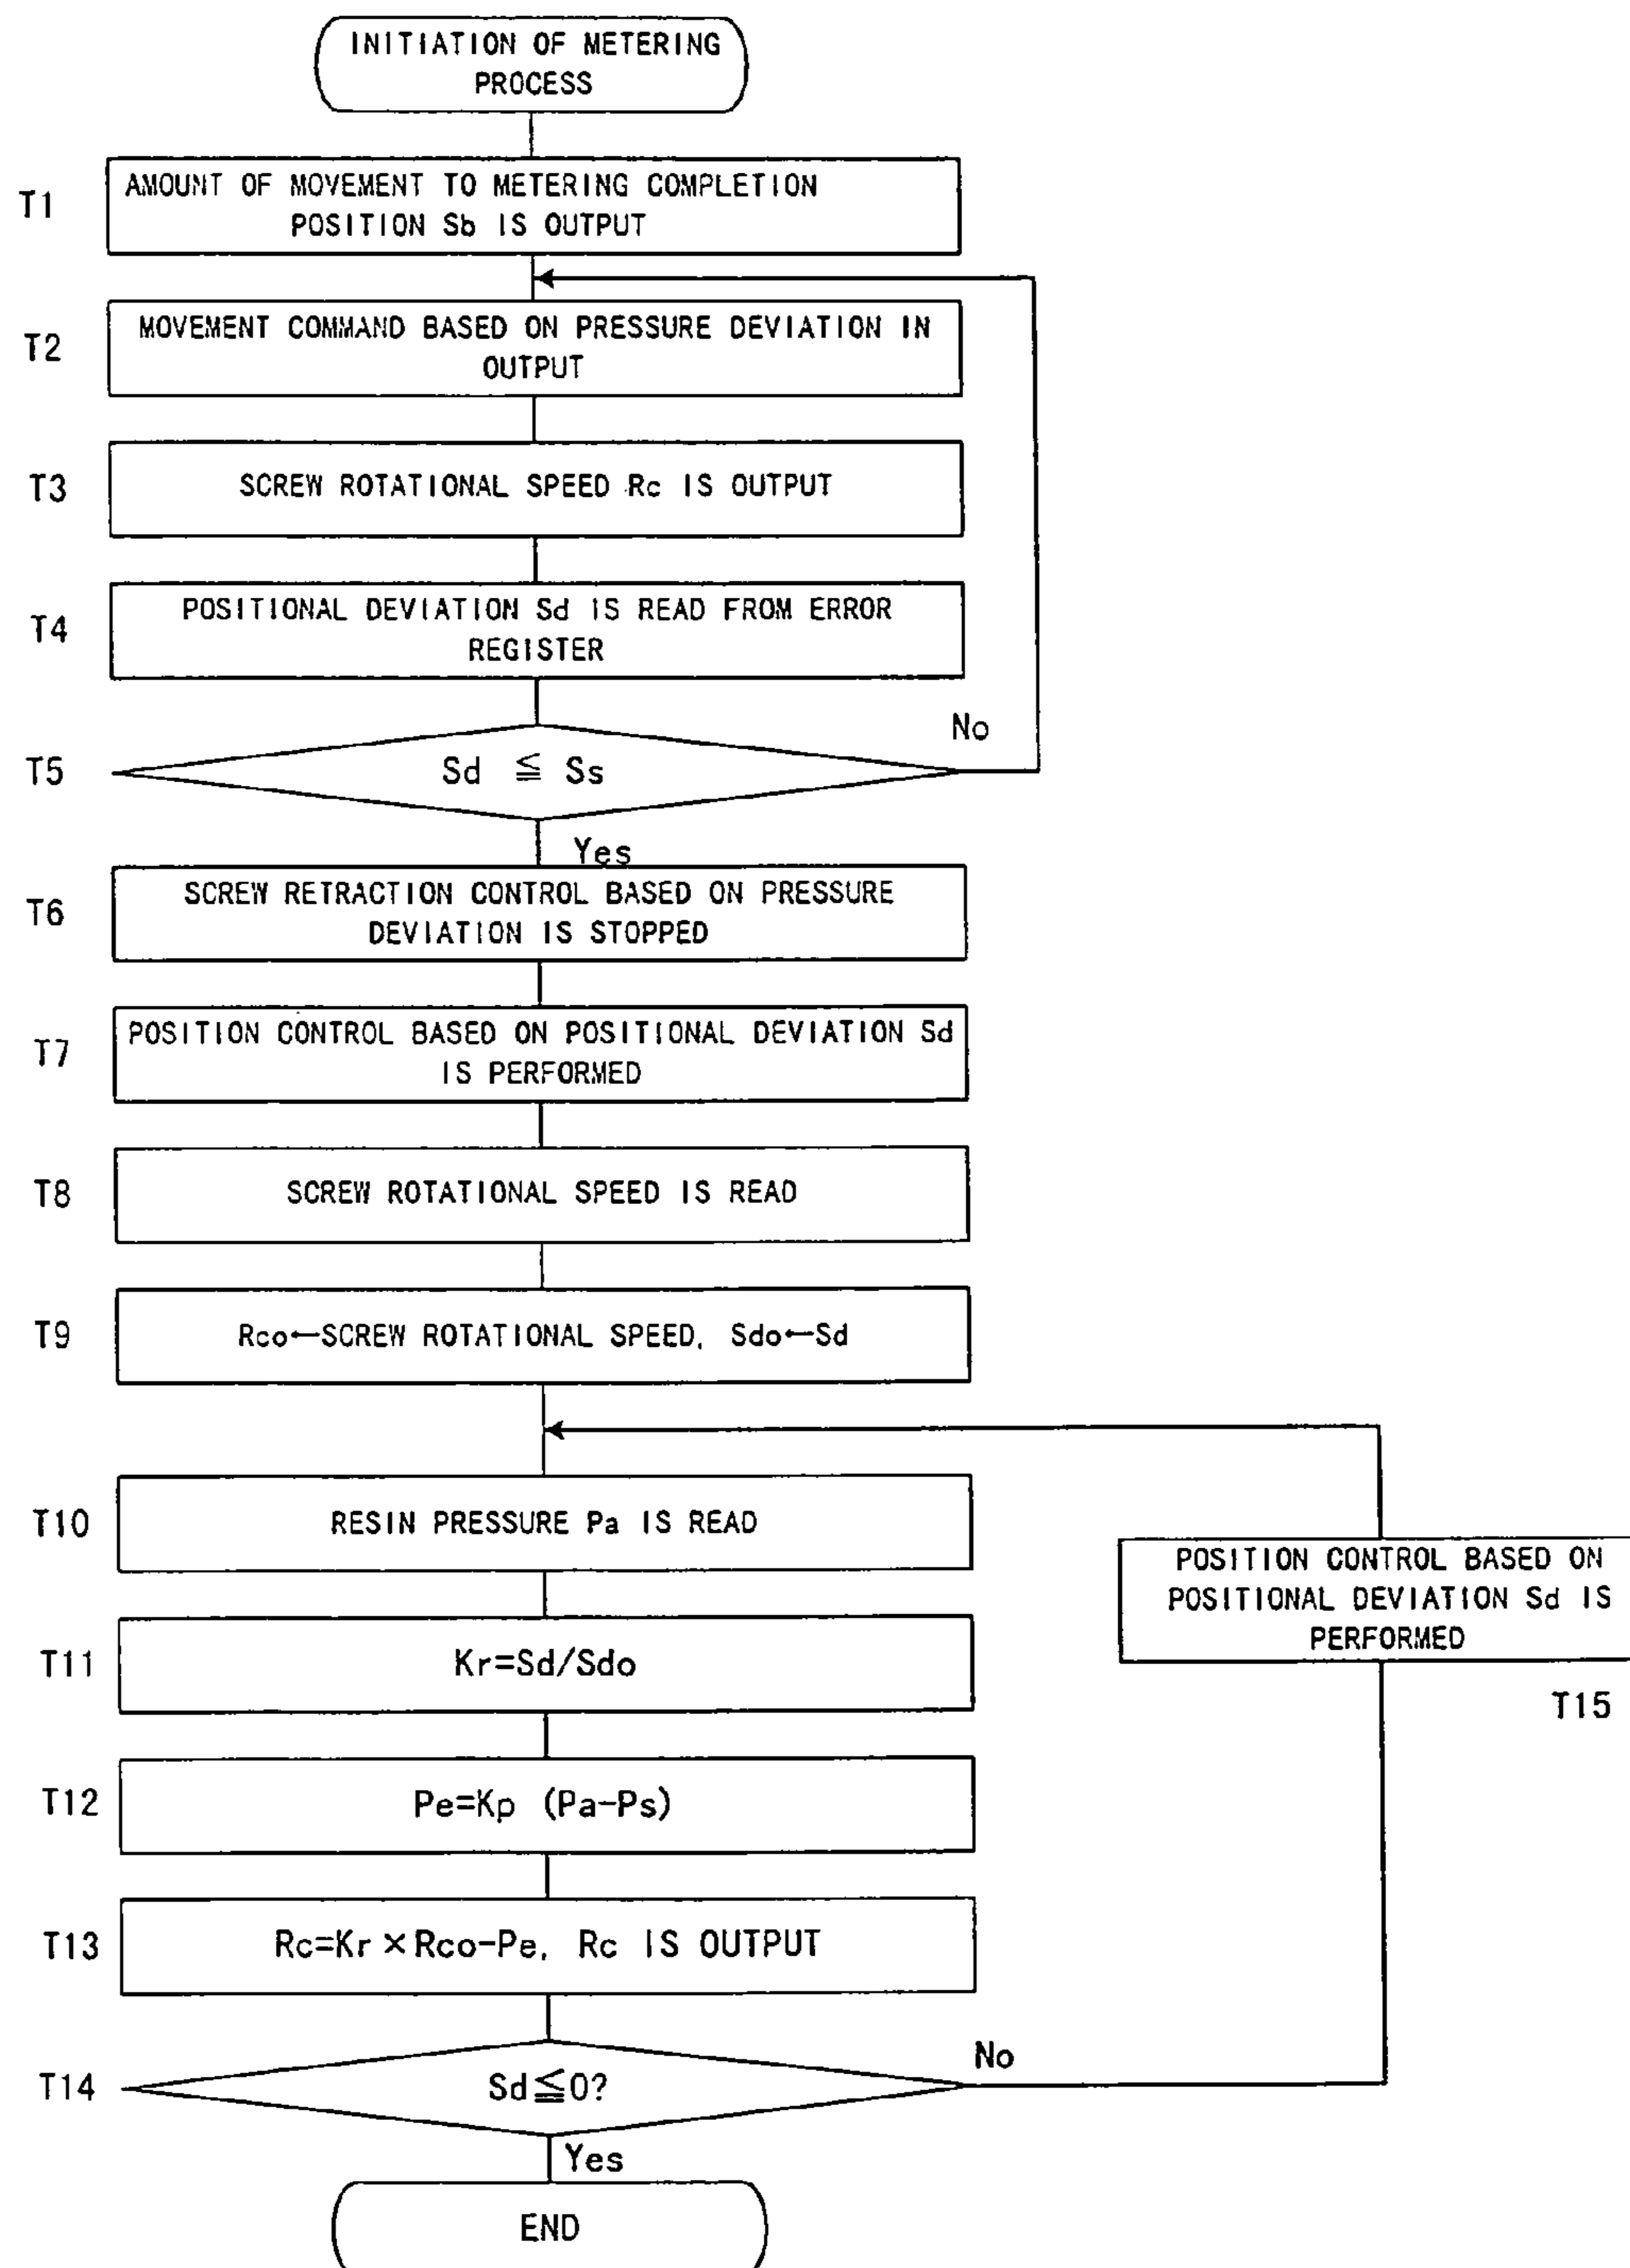 INITIATION OF METERING
PROCESS
T1
AMOUNT OF MOVEMENT TO METERING COMPLETION
POSITION Sb IS OUTPUT
T2
MOVEMENT COMMAND BASED ON PRESSURE DEVIATION IN
OUTPUT
T3
SCREW ROTATIONAL SPEED Rc IS OUTPUT
T4
POSITIONAL DEVIATION Sd IS READ FROM ERROR
REGISTER
T5
Sd ≦ Ss
No
Yes
T6
SCREW RETRACTION CONTROL BASED ON PRESSURE
DEVIATION IS STOPPED
T7
POSITION CONTROL BASED ON POSITIONAL DEVIATION Sd
IS PERFORMED
T8
SCREW ROTATIONAL SPEED IS READ
T9
Rco←SCREW ROTATIONAL SPEED, Sdo←Sd
T10
RESIN PRESSURE Pa IS READ
POSITION CONTROL BASED ON
POSITIONAL DEVIATION Sd IS
PERFORMED
T15
T11
Kr=Sd/Sdo
T12
Pe=Kp (Pa-Ps)
T13
Rc=Kr×Rco-Pe, Rc IS OUTPUT
T14
Sd≦0?
No
Yes
END